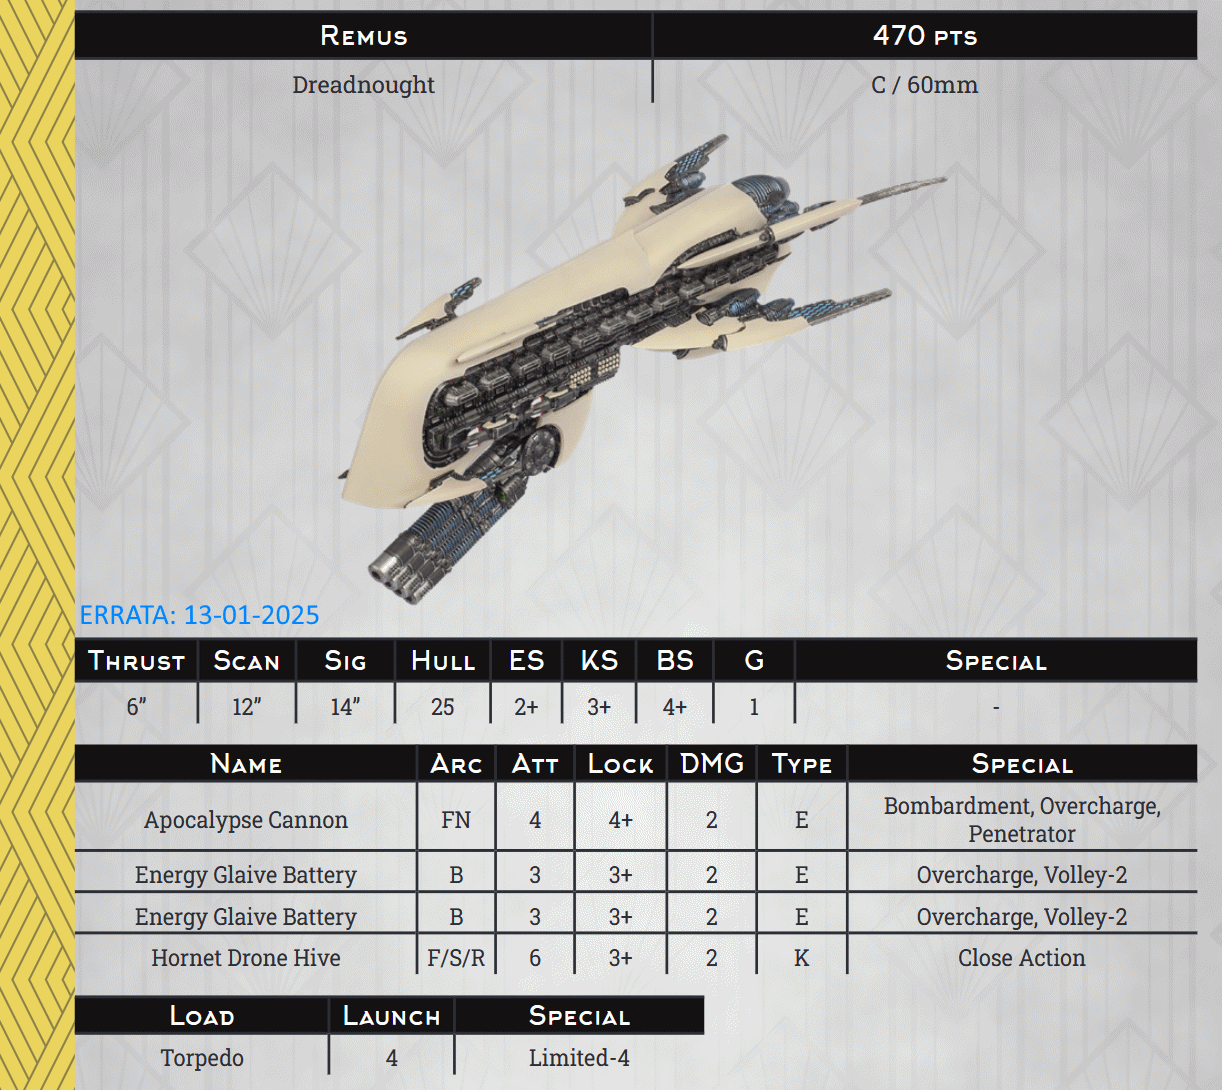 Remus 470 pts
Dreadnought C / 60mm
ERRATA: 13-01-2025
Thrust Scan Sig Hull ES KS BS G Special
6” 12” 14” 25 2+ 3+ 4+ 1 -
Name Arc Att Lock DMG Type Special
Apocalypse Cannon FN 4 4+ 2 E Bombardment, Overcharge,
Penetrator
Energy Glaive Battery B 3 3+ 2 E Overcharge, Volley-2
Energy Glaive Battery B 3 3+ 2 E Overcharge, Volley-2
Hornet Drone Hive F/S/R 6 3+ 2 K Close Action
Load Launch Special
Torpedo 4 Limited-4